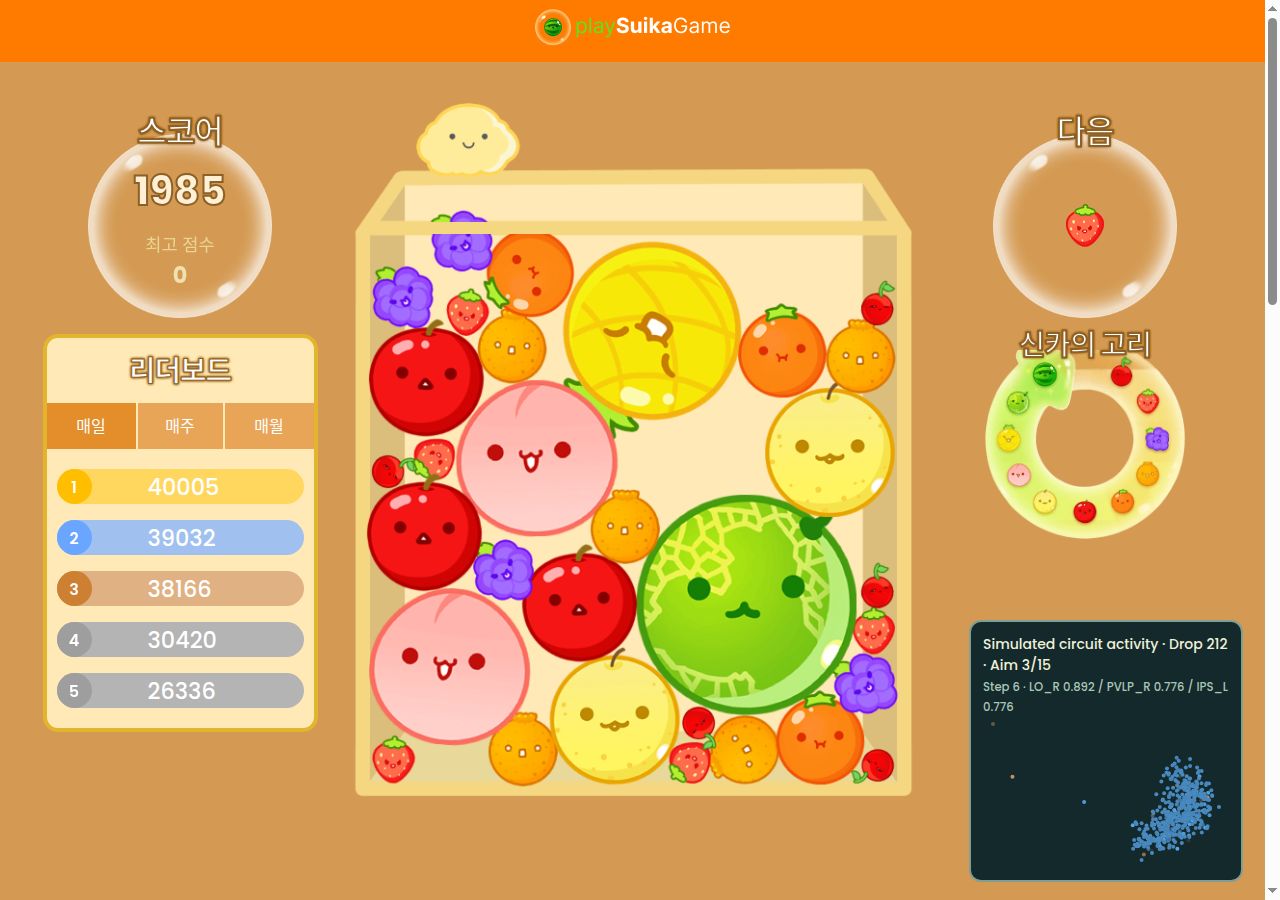 playSuikaGame
스코어
1985
최고 점수
0
리더보드
매일 매주 매월
1 40005
2 39032
3 38166
4 30420
5 26336
다음
신카의 고리
Simulated circuit activity · Drop 212
· Aim 3/15
Step 6 · LO_R 0.892 / PVLP_R 0.776 / IPS_L
0.776